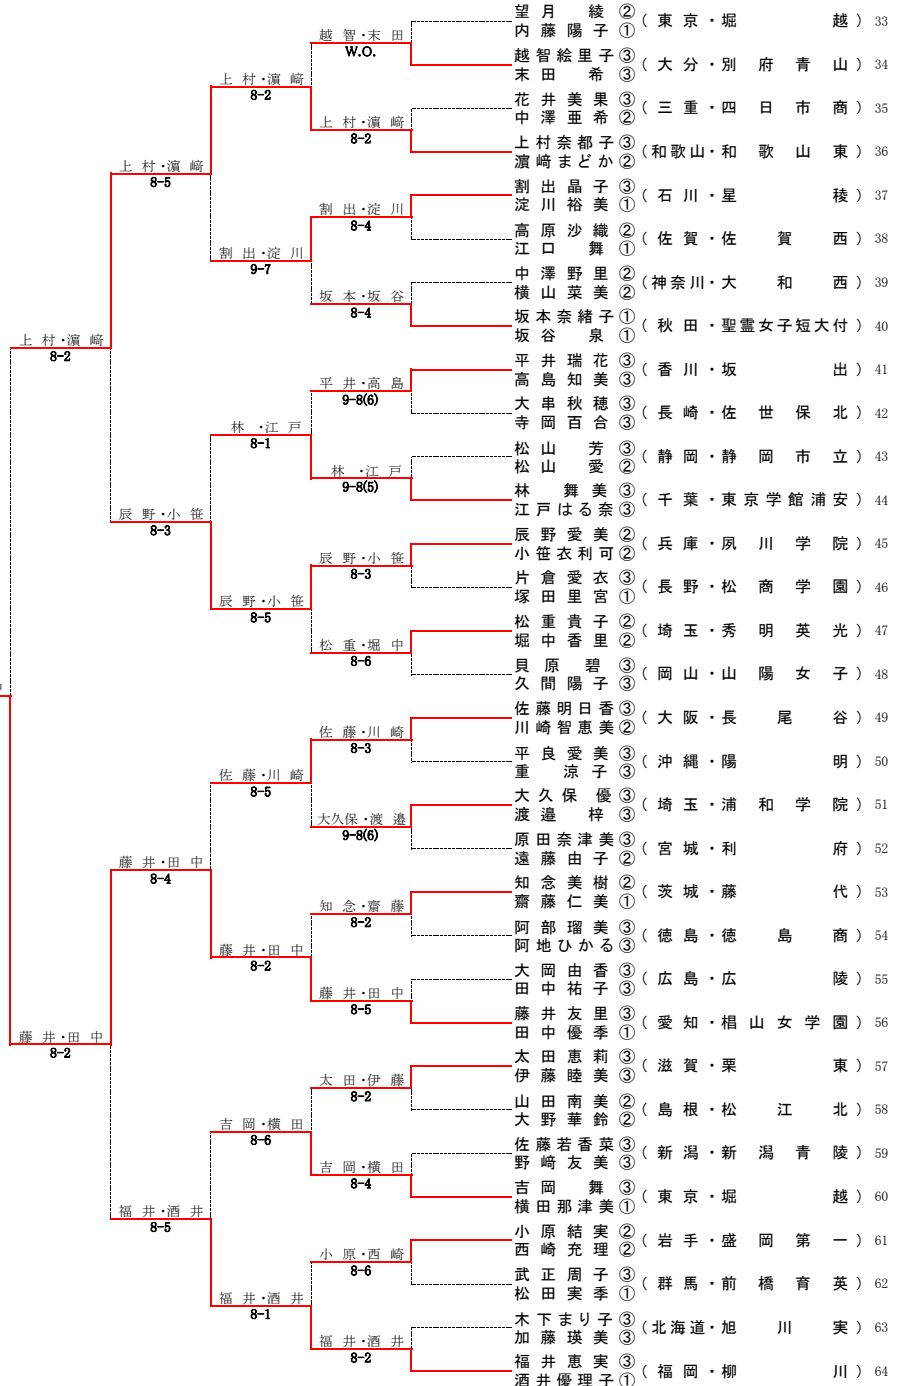 望月 綾 ②
内藤陽子 ①
(東京・堀越) 33
越智絵里子 ③
末田 希 ③
(大分・別府青山) 34
花井美果 ③
中澤亜希 ②
(三重・四日市商) 35
上村奈都子 ③
濵﨑まどか ②
(和歌山・和歌山東) 36
割出晶子 ③
淀川裕美 ①
(石川・星稜) 37
高原沙織 ②
江口 舞 ①
(佐賀・佐賀西) 38
中澤野里 ②
横山菜美 ②
(神奈川・大和西) 39
坂本奈緒子 ①
坂谷 泉 ①
(秋田・聖霊女子短大付) 40
平井瑞花 ③
高島知美 ③
(香川・坂出) 41
大串秋穂 ③
寺岡百合 ③
(長崎・佐世保北) 42
松山 芳 ③
松山 愛 ②
(静岡・静岡市立) 43
林 舞美 ③
江戸はる奈 ③
(千葉・東京学館浦安) 44
辰野愛美 ②
小笹衣利可 ②
(兵庫・夙川学院) 45
片倉愛衣 ③
塚田里宮 ①
(長野・松商学園) 46
松重貴子 ②
堀中香里 ②
(埼玉・秀明英光) 47
貝原 碧 ③
久間陽子 ③
(岡山・山陽女子) 48
佐藤明日香 ③
川崎智恵美 ②
(大阪・長尾谷) 49
平良愛美 ③
重 涼子 ③
(沖縄・陽明) 50
大久保 優 ③
渡邉 梓 ③
(埼玉・浦和学院) 51
原田奈津美 ③
遠藤由子 ②
(宮城・利府) 52
知念美樹 ②
齋藤仁美 ①
(茨城・藤代) 53
阿部瑠美 ③
阿地ひかる ③
(徳島・徳島商) 54
大岡由香 ③
田中祐子 ③
(広島・広陵) 55
藤井友里 ③
田中優季 ①
(愛知・椙山女学園) 56
太田恵莉 ③
伊藤睦美 ③
(滋賀・栗東) 57
山田南美 ②
大野華鈴 ②
(島根・松江北) 58
佐藤若香菜 ③
野﨑友美 ③
(新潟・新潟青陵) 59
吉岡 舞 ③
横田那津美 ①
(東京・堀越) 60
小原結実 ②
西崎充理 ②
(岩手・盛岡第一) 61
武正周子 ③
松田実季 ①
(群馬・前橋育英) 62
木下まり子 ③
加藤瑛美 ③
(北海道・旭川実) 63
福井恵実 ③
酒井優理子 ①
(福岡・柳川) 64
越智・末田
W.O.
上村・濵﨑
8-2
割出・淀川
8-4
坂本・坂谷
8-4
平井・高島
9-8(6)
林・江戸
9-8(5)
辰野・小笹
8-3
松重・堀中
8-6
佐藤・川崎
8-3
大久保・渡邉
9-8(6)
知念・齋藤
8-2
藤井・田中
8-5
太田・伊藤
8-2
吉岡・横田
8-4
小原・西崎
8-6
福井・酒井
8-2
上村・濵﨑
8-2
割出・淀川
9-7
林・江戸
8-1
辰野・小笹
8-5
佐藤・川崎
8-5
藤井・田中
8-2
吉岡・横田
8-6
福井・酒井
8-1
上村・濵﨑
8-5
辰野・小笹
8-3
藤井・田中
8-4
福井・酒井
8-5
上村・濵﨑
8-2
藤井・田中
8-2